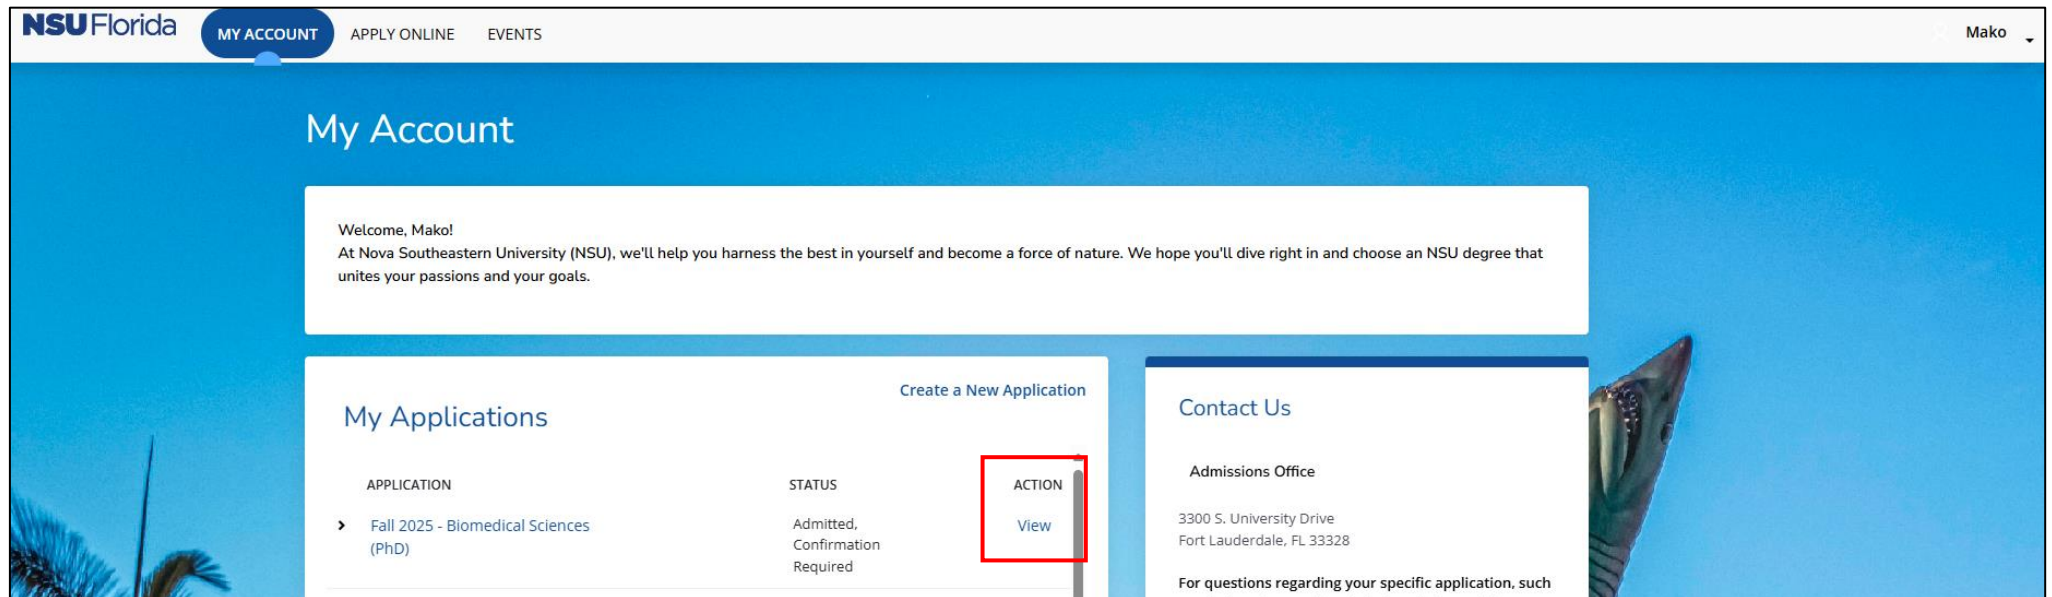 NSU Florida
MY ACCOUNT
APPLY ONLINE
EVENTS
Mako
My Account
Welcome, Mako!
At Nova Southeastern University (NSU), we'll help you harness the best in yourself and become a force of nature. We hope you'll dive right in and choose an NSU degree that
unites your passions and your goals.
Create a New Application
My Applications
APPLICATION
STATUS
ACTION
Fall 2025 - Biomedical Sciences
(PhD)
Admitted,
Confirmation
Required
View
Contact Us
Admissions Office
3300 S. University Drive
Fort Lauderdale, FL 33328
For questions regarding your specific application, such